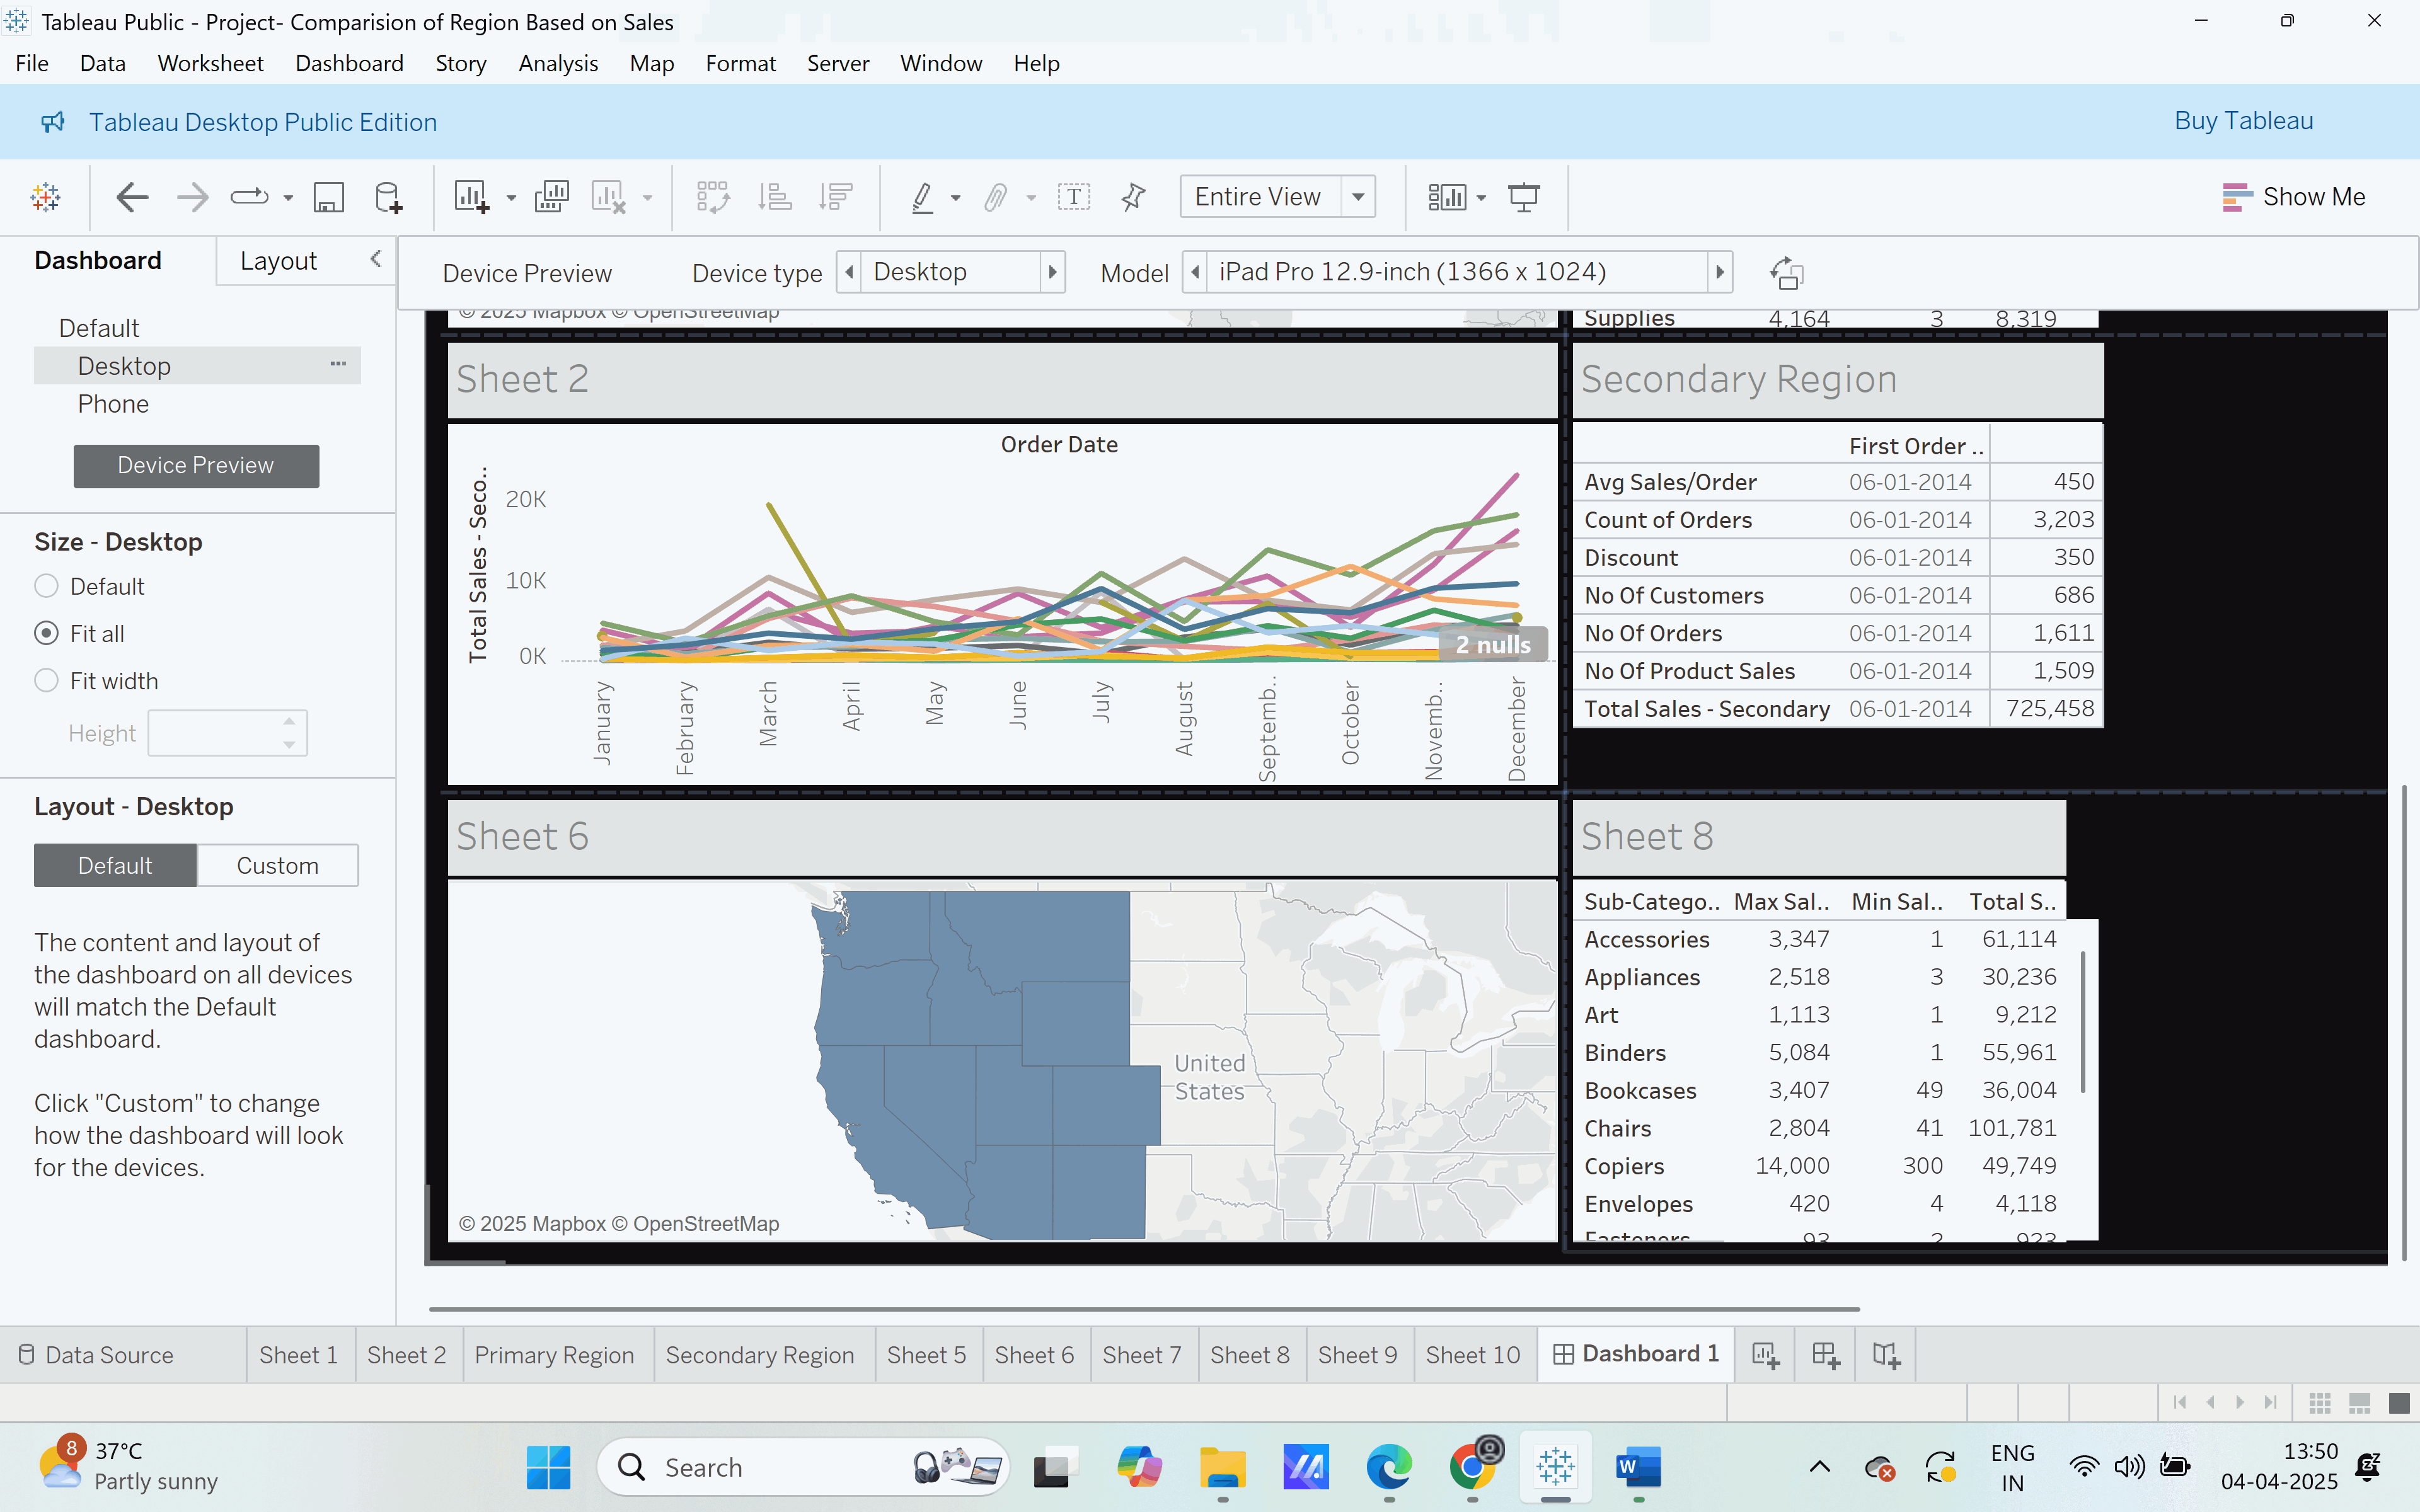 Tableau Public - Project- Comparision of Region Based on Sales
File Data Worksheet Dashboard Story Analysis Map Format Server Window Help
Tableau Desktop Public Edition Buy Tableau
T Entire View Show Me
Dashboard Layout
Device Preview Device type Desktop Model iPad Pro 12.9-inch (1366 x 1024)
Default
Desktop
Phone
Device Preview
Size - Desktop
Default
Fit all
Fit width
Height
Layout - Desktop
Default Custom
The content and layout of
the dashboard on all devices
will match the Default
dashboard.
Click "Custom" to change
how the dashboard will look
for the devices.
© 2025 Mapbox © OpenStreetMap
Supplies 4,164 3 8,319
Sheet 2
Order Date
Total Sales - Seco..
20K
10K
0K
2 nulls
January February March April May June July August Septemb.. October Novemb.. December
Secondary Region
First Order ..
Avg Sales/Order 06-01-2014 450
Count of Orders 06-01-2014 3,203
Discount 06-01-2014 350
No Of Customers 06-01-2014 686
No Of Orders 06-01-2014 1,611
No Of Product Sales 06-01-2014 1,509
Total Sales - Secondary 06-01-2014 725,458
Sheet 6
United
States
© 2025 Mapbox © OpenStreetMap
Sheet 8
Sub-Catego.. Max Sal.. Min Sal.. Total S..
Accessories 3,347 1 61,114
Appliances 2,518 3 30,236
Art 1,113 1 9,212
Binders 5,084 1 55,961
Bookcases 3,407 49 36,004
Chairs 2,804 41 101,781
Copiers 14,000 300 49,749
Envelopes 420 4 4,118
Fasteners 93 2 923
Data Source Sheet 1 Sheet 2 Primary Region Secondary Region Sheet 5 Sheet 6 Sheet 7 Sheet 8 Sheet 9 Sheet 10 Dashboard 1
8 37°C
Partly sunny
Search
W
ENG
IN
13:50
04-04-2025